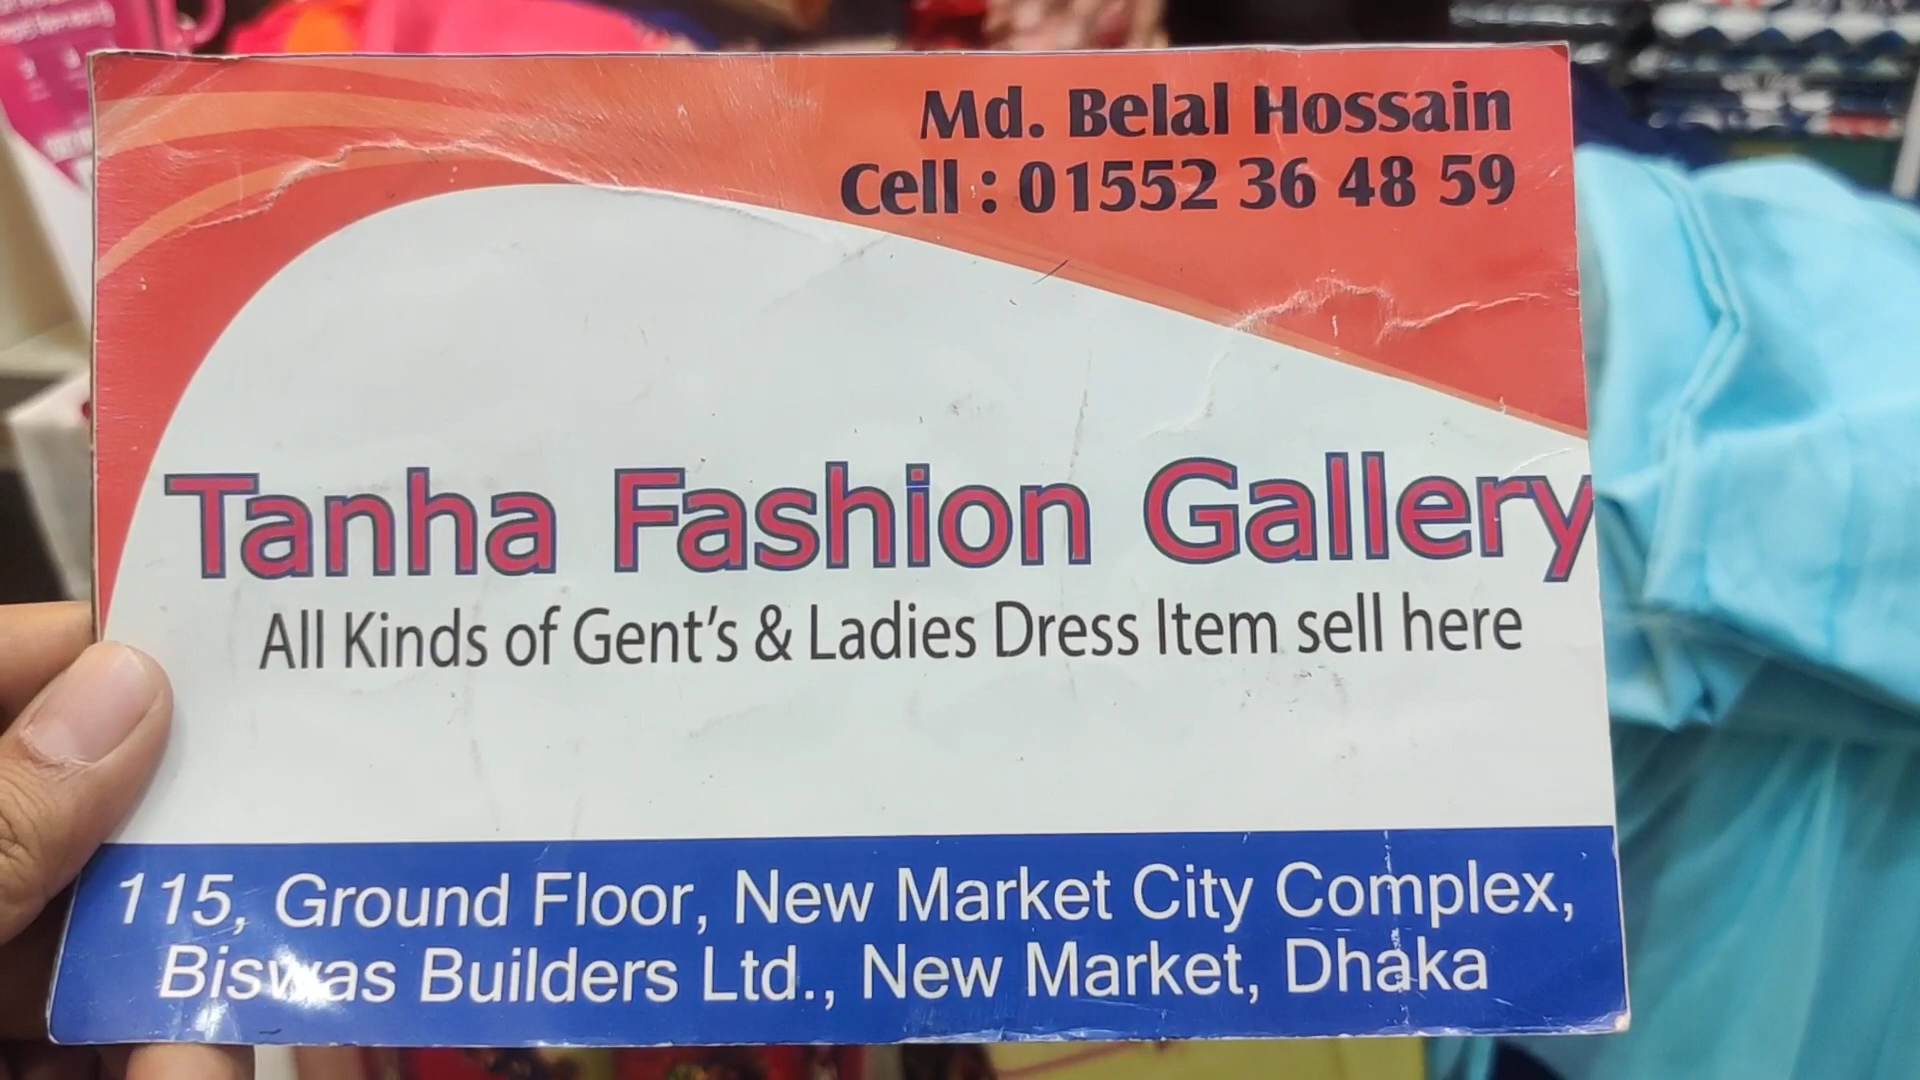 Md. Belal Hossain
Cell : 01552 36 48 59
Tanha Fashion Gallery
All Kinds of Gent's & Ladies Dress Item sell here
115, Ground Floor, New Market City Complex,
Biswas Builders Ltd., New Market, Dhaka